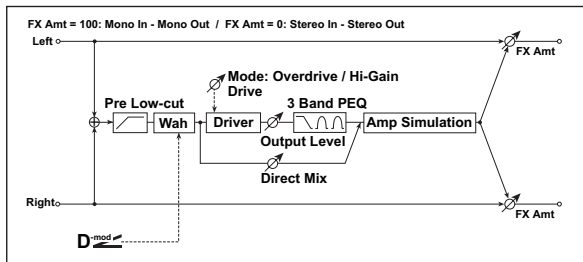 FX Amt = 100: Mono In - Mono Out / FX Amt = 0: Stereo In - Stereo Out
Left
FX Amt
Mode: Overdrive / Hi-Gain
Drive
Pre Low-cut
3 Band PEQ
Wah
Driver
Amp Simulation
Output Level
Direct Mix
Right
FX Amt
D-mod